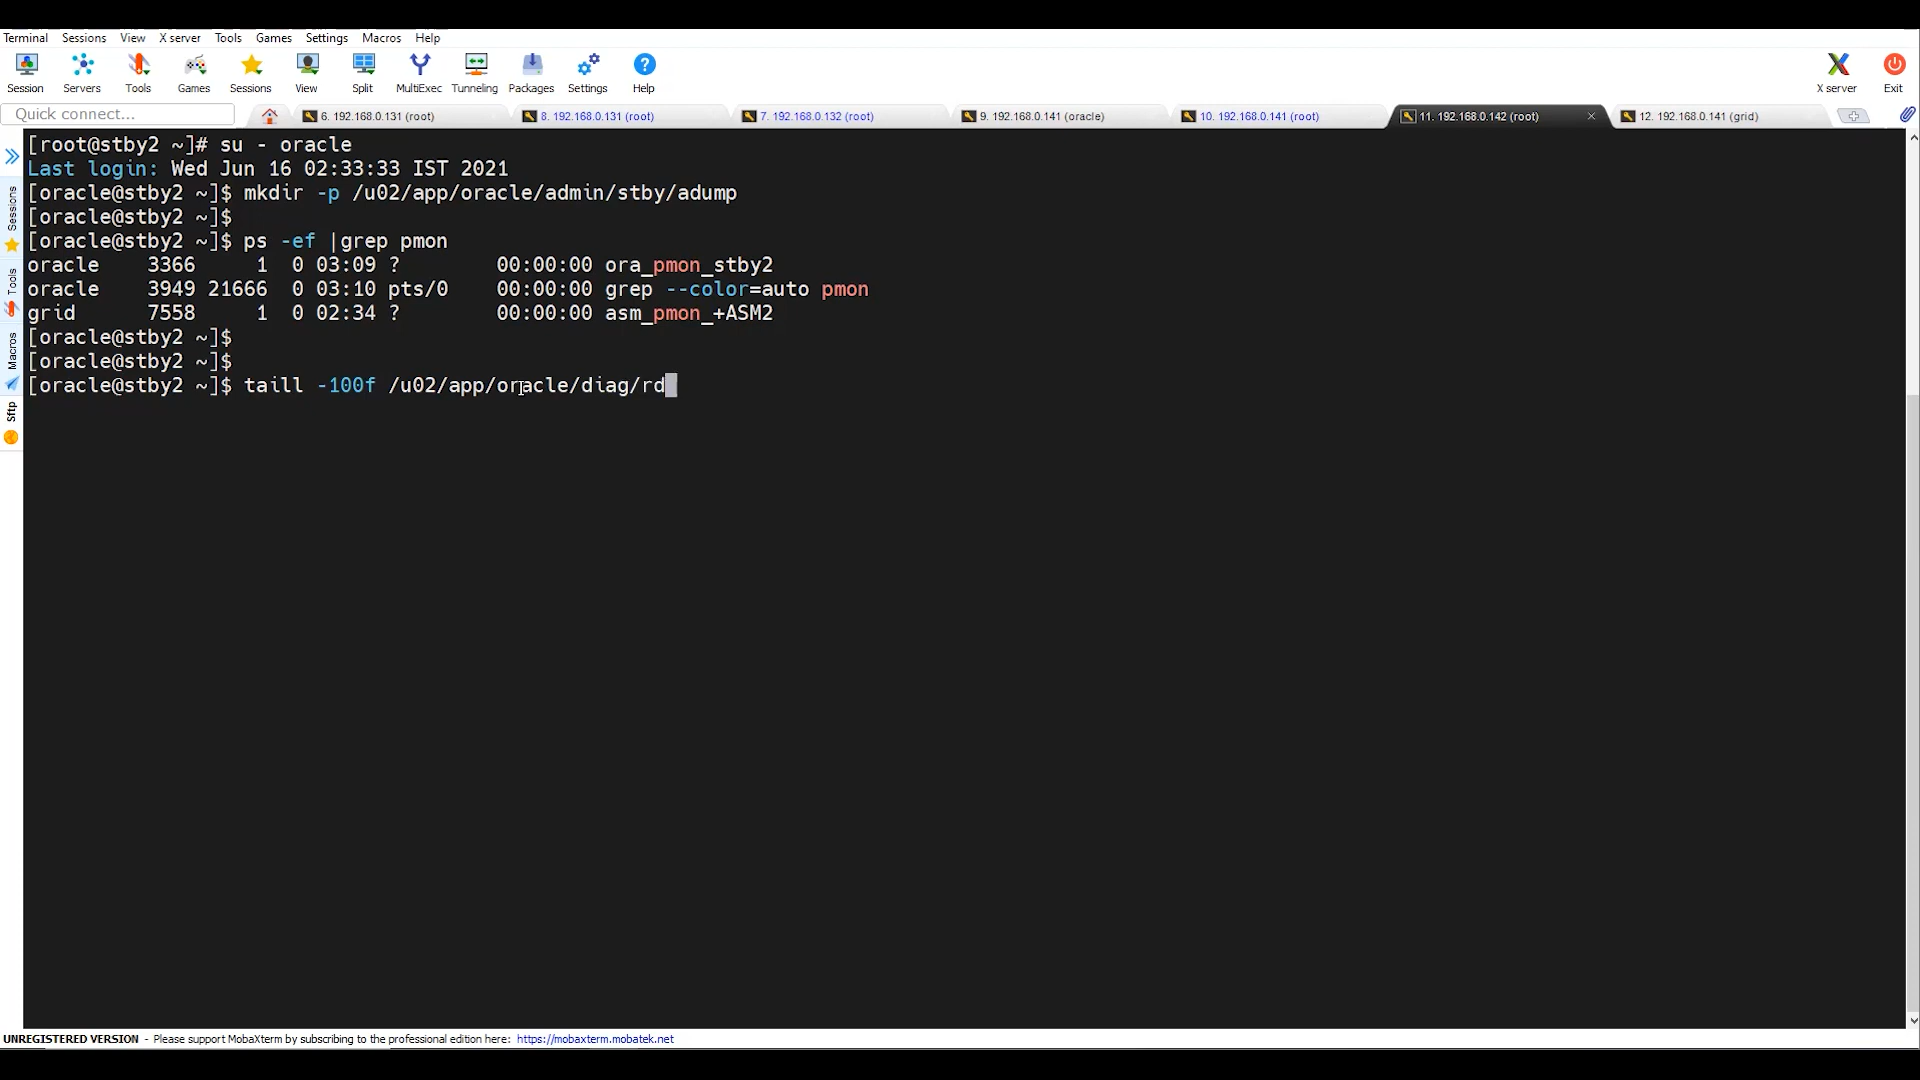 Terminal Sessions View X server Tools Games Settings Macros Help
Session Servers Tools Games Sessions View Split MultiExec Tunneling Packages Settings Help X server Exit
Quick connect... 6. 192.168.0.131 (root) 8. 192.168.0.131 (root) 7. 192.168.0.132 (root) 9. 192.168.0.141 (oracle) 10. 192.168.0.141 (root) 11. 192.168.0.142 (root) 12. 192.168.0.141 (grid)
[root@stby2 ~]# su - oracle
Last login: Wed Jun 16 02:33:33 IST 2021
[oracle@stby2 ~]$ mkdir -p /u02/app/oracle/admin/stby/adump
[oracle@stby2 ~]$
[oracle@stby2 ~]$ ps -ef |grep pmon
oracle    3366     1  0 03:09 ?        00:00:00 ora_pmon_stby2
oracle    3949 21666  0 03:10 pts/0    00:00:00 grep --color=auto pmon
grid      7558     1  0 02:34 ?        00:00:00 asm_pmon_+ASM2
[oracle@stby2 ~]$
[oracle@stby2 ~]$
[oracle@stby2 ~]$ taill -100f /u02/app/oracle/diag/rd
Sessions
Tools
Macros
Sftp
UNREGISTERED VERSION - Please support MobaXterm by subscribing to the professional edition here: https://mobaxterm.mobatek.net